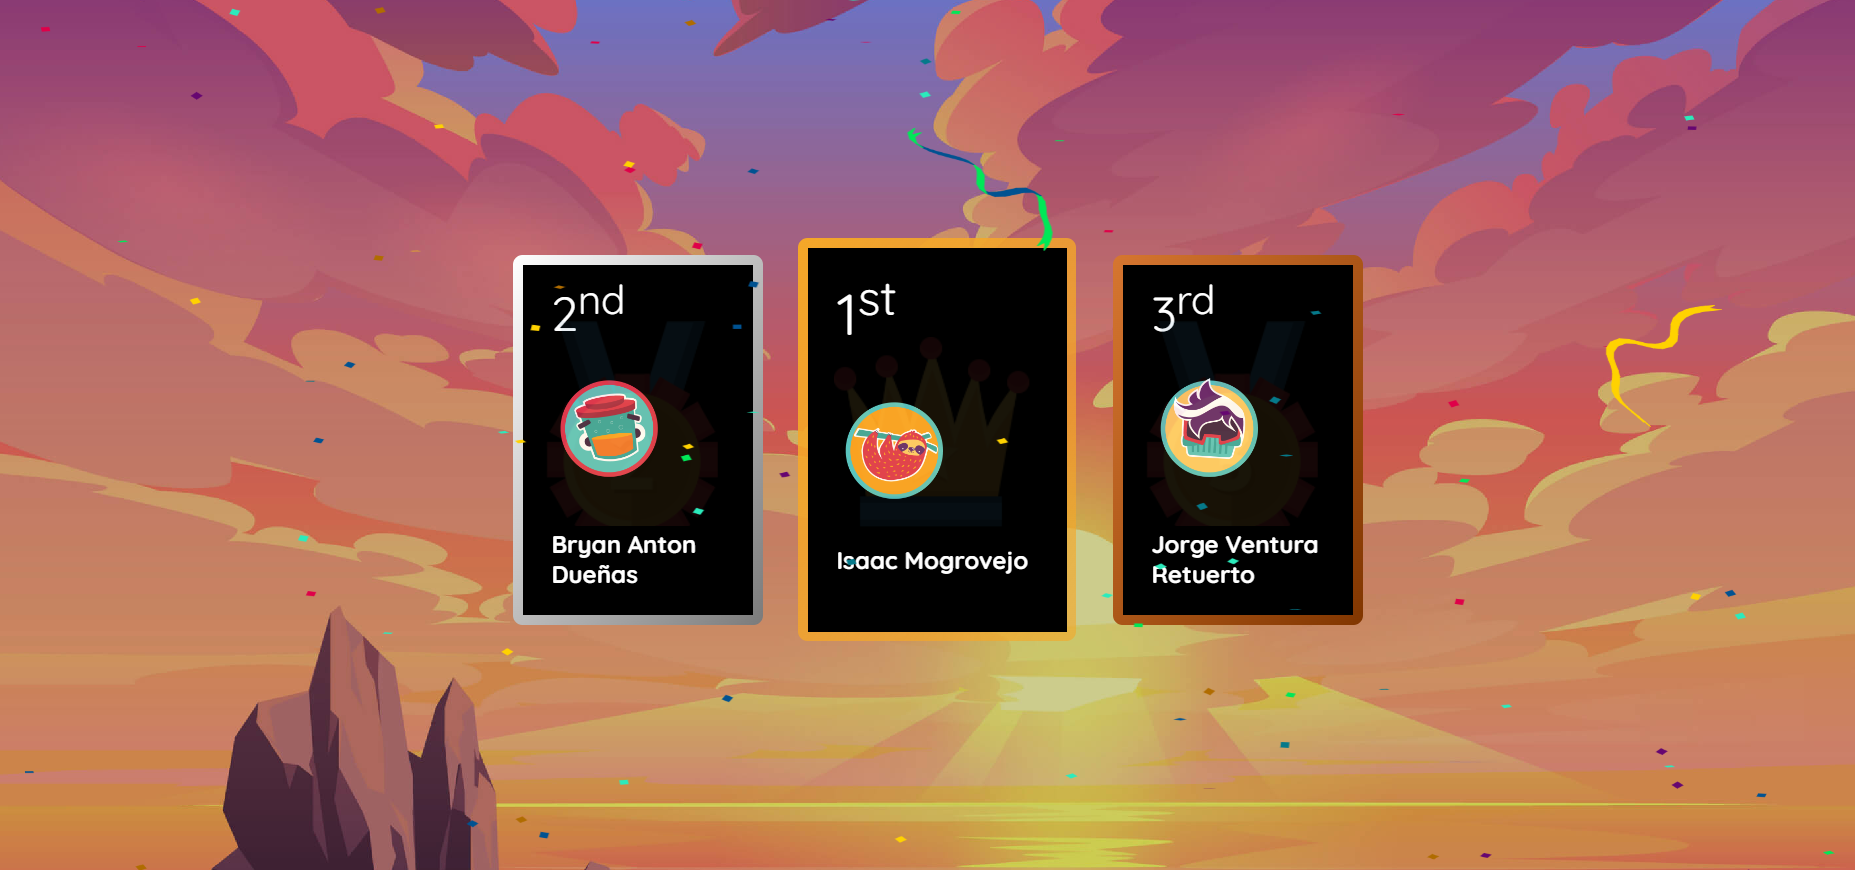 2nd
Bryan Anton
Dueñas
1st
Isaac Mogrovejo
3rd
Jorge Ventura
Retuerto